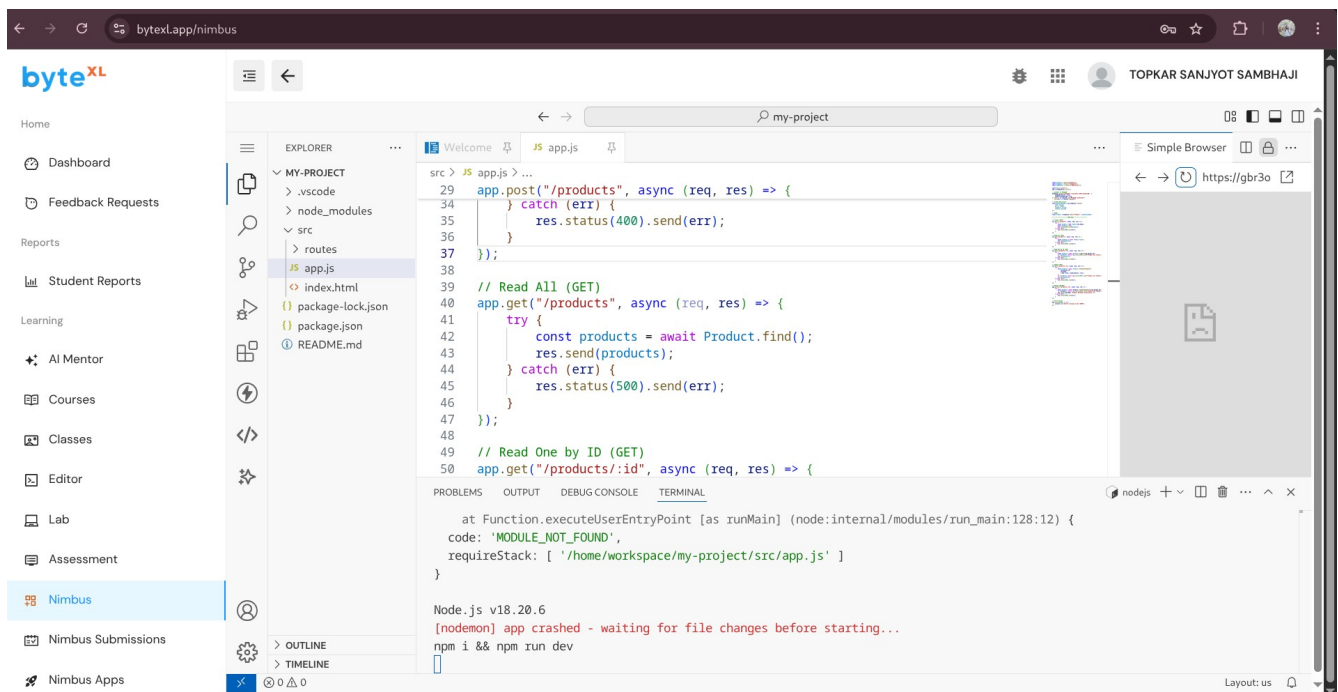 bytexl.app/nimbus
byteXL
TOPKAR SANJYOT SAMBHAJI
Home
Dashboard
Feedback Requests
Reports
Student Reports
Learning
AI Mentor
Courses
Classes
Editor
Lab
Assessment
Nimbus
Nimbus Submissions
Nimbus Apps
my-project
EXPLORER
MY-PROJECT
.vscode
node_modules
src
routes
JS app.js
<> index.html
{} package-lock.json
{} package.json
README.md
OUTLINE
TIMELINE
Welcome
JS app.js
src > JS app.js > ...
29 app.post("/products", async (req, res) => {
34 } catch (err) {
35 res.status(400).send(err);
36 }
37 });
38
39 // Read All (GET)
40 app.get("/products", async (req, res) => {
41 try {
42 const products = await Product.find();
43 res.send(products);
44 } catch (err) {
45 res.status(500).send(err);
46 }
47 });
48
49 // Read One by ID (GET)
50 app.get("/products/:id", async (req, res) => {
Simple Browser
https://gbr3o
PROBLEMS OUTPUT DEBUG CONSOLE TERMINAL
nodejs
at Function.executeUserEntryPoint [as runMain] (node:internal/modules/run_main:128:12) {
code: 'MODULE_NOT_FOUND',
requireStack: [ '/home/workspace/my-project/src/app.js' ]
}
Node.js v18.20.6
[nodemon] app crashed - waiting for file changes before starting...
npm i && npm run dev
0 0
Layout: us